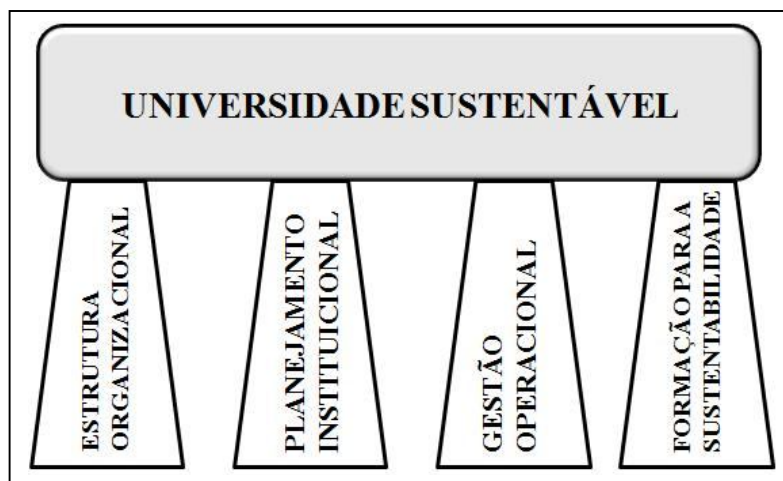 UNIVERSIDADE SUSTENTÁVEL
ESTRUTURA
ORGANIZACIONAL
PLANEJAMENTO
INSTITUICIONAL
GESTÃO
OPERACIONAL
FORMAÇÃO PARA A
SUSTENTABILIDADE